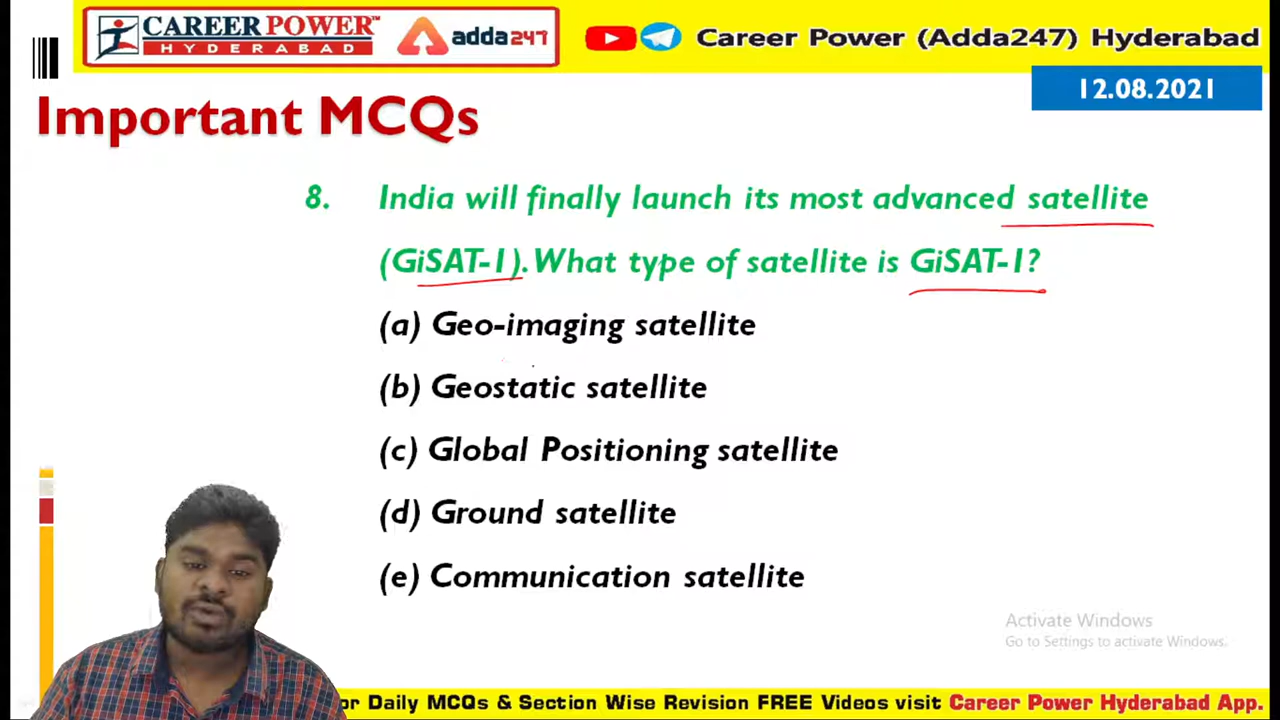 CAREER POWER™
HYDERABAD
adda247
Career Power (Adda247) Hyderabad
12.08.2021
Important MCQs
8. India will finally launch its most advanced satellite
(GiSAT-1). What type of satellite is GiSAT-1?
(a) Geo-imaging satellite
(b) Geostatic satellite
(c) Global Positioning satellite
(d) Ground satellite
(e) Communication satellite
Activate Windows
Go to Settings to activate Windows.
or Daily MCQs & Section Wise Revision FREE Videos visit Career Power Hyderabad App.